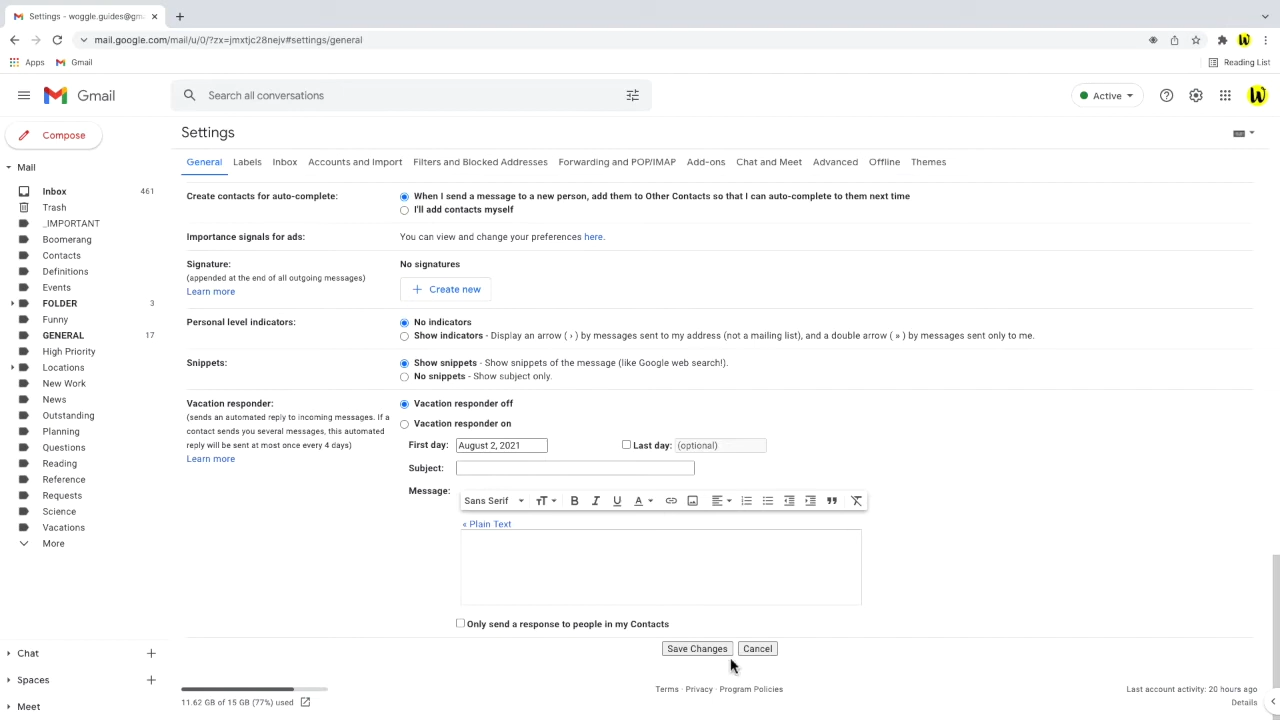 Settings - woggle.guides@gm
mail.google.com/mail/u/0/?zx=jmxtjc28nejv#settings/general
Apps
Gmail
Reading List
Gmail
Search all conversations
Active
Compose
Settings
Mail
General
Labels
Inbox
Accounts and Import
Filters and Blocked Addresses
Forwarding and POP/IMAP
Add-ons
Chat and Meet
Advanced
Offline
Themes
Inbox 461
Trash
_IMPORTANT
Boomerang
Contacts
Definitions
Events
FOLDER 3
Funny
GENERAL 17
High Priority
Locations
New Work
News
Outstanding
Planning
Questions
Reading
Reference
Requests
Science
Vacations
More
Chat
Spaces
Meet
Create contacts for auto-complete:
When I send a message to a new person, add them to Other Contacts so that I can auto-complete to them next time
I'll add contacts myself
Importance signals for ads:
You can view and change your preferences here.
Signature:
(appended at the end of all outgoing messages)
Learn more
No signatures
Create new
Personal level indicators:
No indicators
Show indicators - Display an arrow ( › ) by messages sent to my address (not a mailing list), and a double arrow ( » ) by messages sent only to me.
Snippets:
Show snippets - Show snippets of the message (like Google web search!).
No snippets - Show subject only.
Vacation responder:
(sends an automated reply to incoming messages. If a
contact sends you several messages, this automated
reply will be sent at most once every 4 days)
Learn more
Vacation responder off
Vacation responder on
First day: August 2, 2021
Last day: (optional)
Subject:
Message:
Sans Serif
« Plain Text
Only send a response to people in my Contacts
Save Changes
Cancel
11.62 GB of 15 GB (77%) used
Terms · Privacy · Program Policies
Last account activity: 20 hours ago
Details